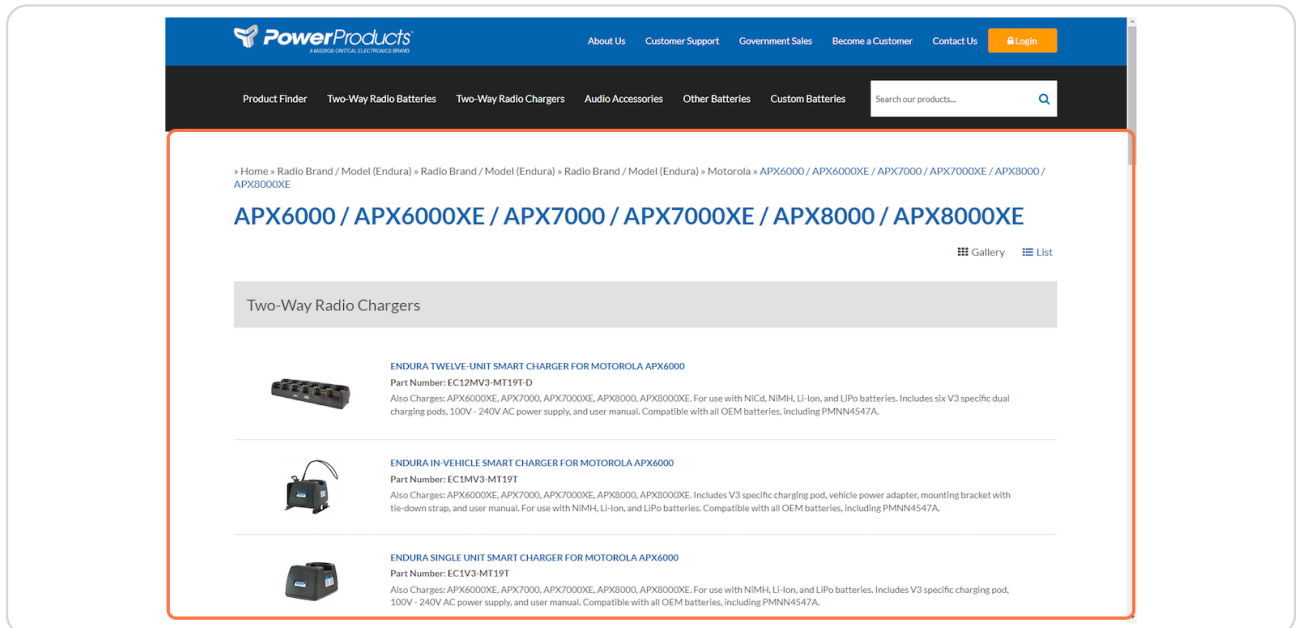 PowerProducts
A MISSION CRITICAL ELECTRONICS BRAND
About Us Customer Support Government Sales Become a Customer Contact Us Login
Product Finder Two-Way Radio Batteries Two-Way Radio Chargers Audio Accessories Other Batteries Custom Batteries Search our products...
» Home » Radio Brand / Model (Endura) » Radio Brand / Model (Endura) » Radio Brand / Model (Endura) » Motorola » APX6000 / APX6000XE / APX7000 / APX7000XE / APX8000 /
APX8000XE
APX6000 / APX6000XE / APX7000 / APX7000XE / APX8000 / APX8000XE
Gallery List
Two-Way Radio Chargers
ENDURA TWELVE-UNIT SMART CHARGER FOR MOTOROLA APX6000
Part Number: EC12MV3-MT19T-D
Also Charges: APX6000XE, APX7000, APX7000XE, APX8000, APX8000XE. For use with NiCd, NiMH, Li-Ion, and LiPo batteries. Includes six V3 specific dual
charging pods, 100V - 240V AC power supply, and user manual. Compatible with all OEM batteries, including PMNN4547A.
ENDURA IN-VEHICLE SMART CHARGER FOR MOTOROLA APX6000
Part Number: EC1MV3-MT19T
Also Charges: APX6000XE, APX7000, APX7000XE, APX8000, APX8000XE. Includes V3 specific charging pod, vehicle power adapter, mounting bracket with
tie-down strap, and user manual. For use with NiMH, Li-Ion, and LiPo batteries. Compatible with all OEM batteries, including PMNN4547A.
ENDURA SINGLE UNIT SMART CHARGER FOR MOTOROLA APX6000
Part Number: EC1V3-MT19T
Also Charges: APX6000XE, APX7000, APX7000XE, APX8000, APX8000XE. For use with NiMH, Li-Ion, and LiPo batteries. Includes V3 specific charging pod,
100V - 240V AC power supply, and user manual. Compatible with all OEM batteries, including PMNN4547A.